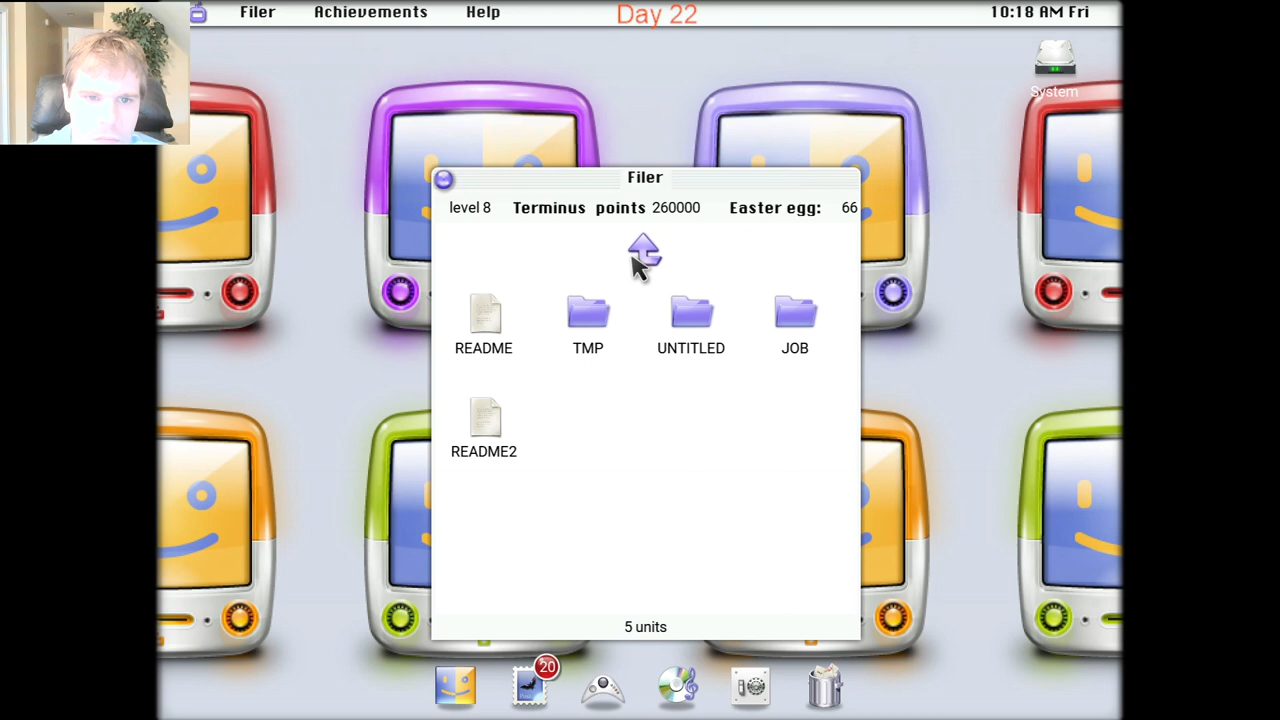 Filer Achievements Help Day 22 10:18 AM Fri
System
Filer
level 8 Terminus points 260000 Easter egg: 66
README TMP UNTITLED JOB
README2
5 units
20